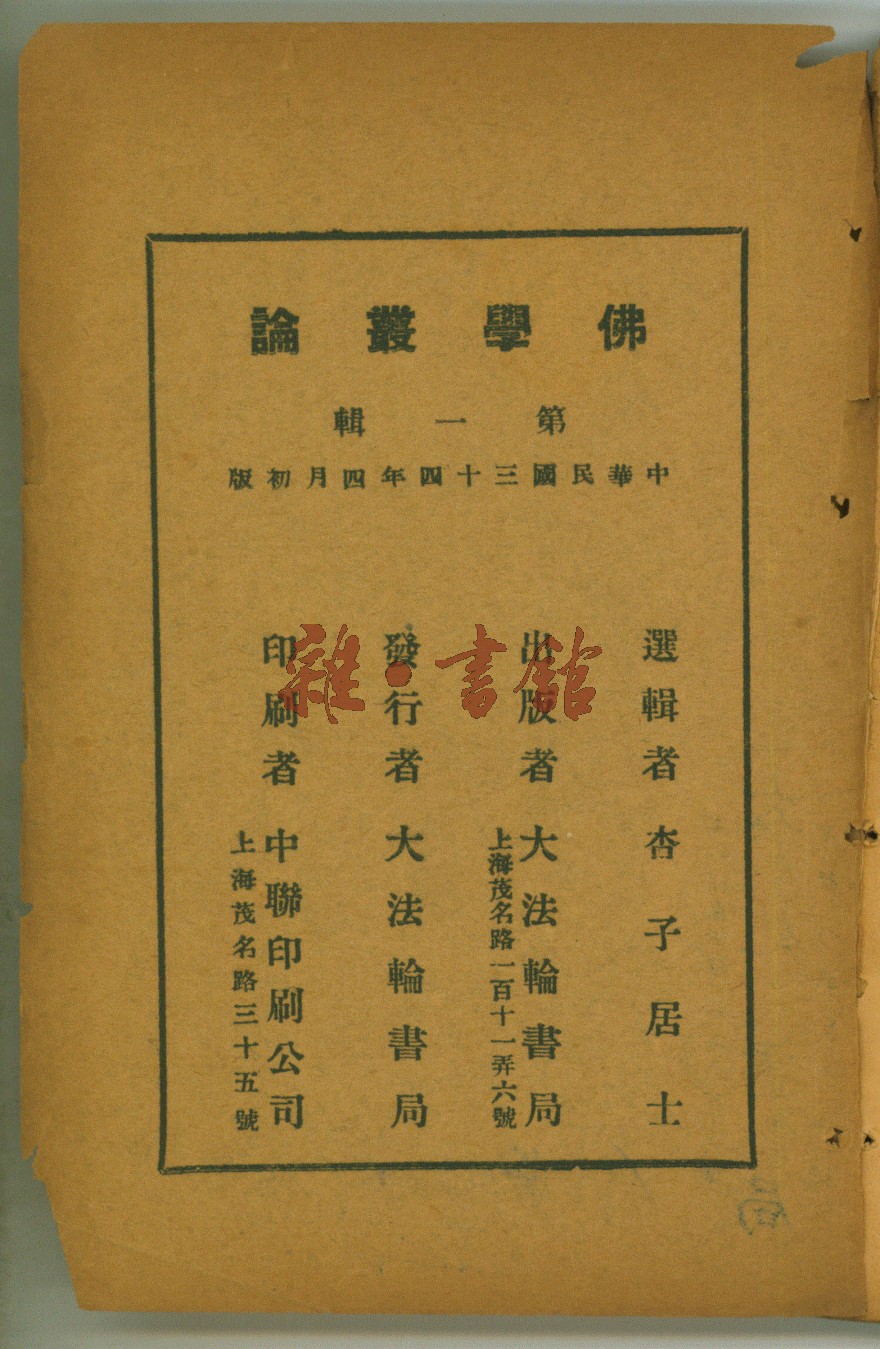 佛學叢論
第一輯
中華民國三十四年四月初版
選輯者 杏子居士
出版者 大法輪書局
上海茂名路一百十一弄六號
發行者 大法輪書局
印刷者 中聯印刷公司
上海茂名路三十五號
雜·書館